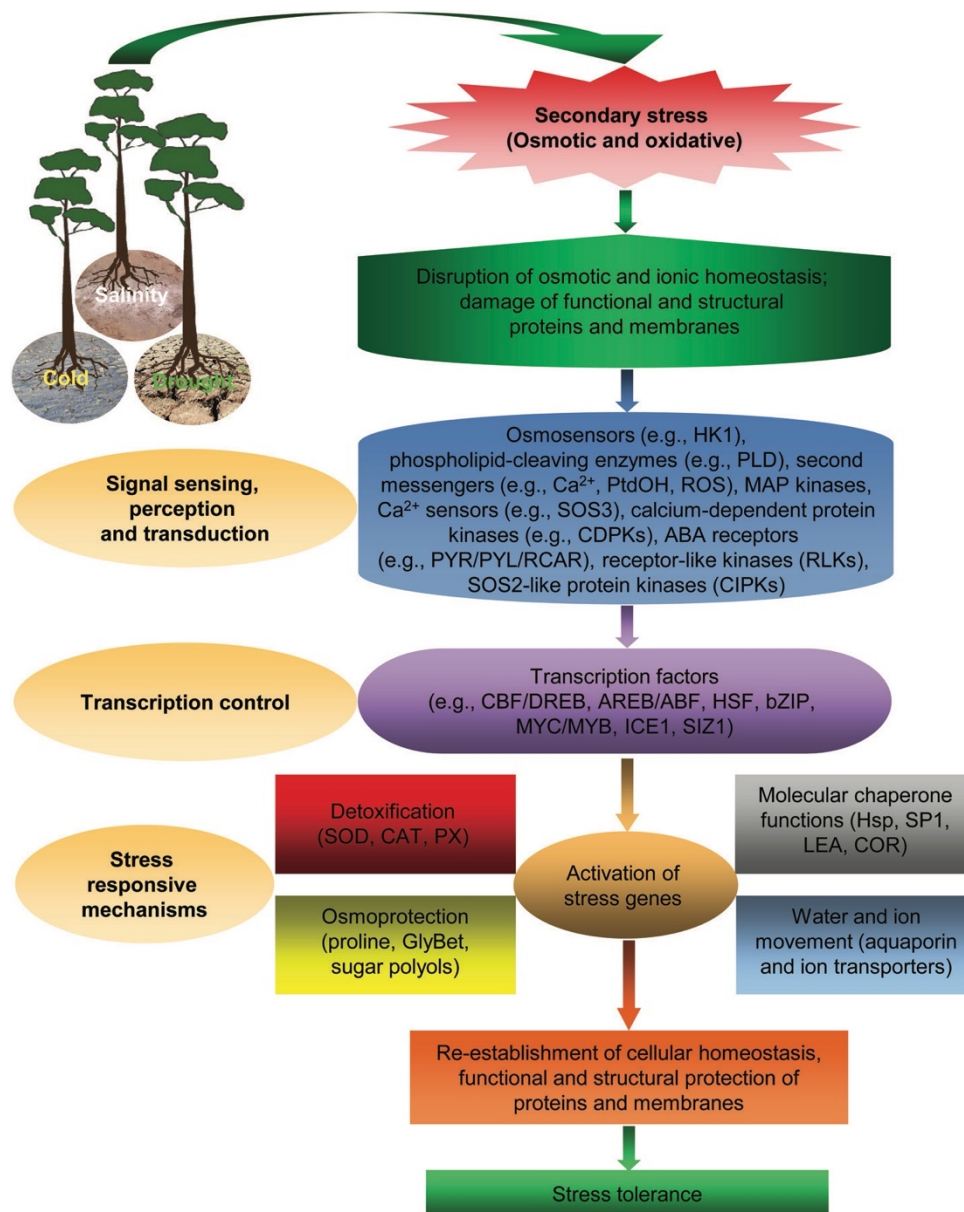 Secondary stress
(Osmotic and oxidative)
Salinity
Cold
Drought
Disruption of osmotic and ionic homeostasis;
damage of functional and structural
proteins and membranes
Signal sensing,
perception
and transduction
Osmosensors (e.g., HK1),
phospholipid-cleaving enzymes (e.g., PLD), second
messengers (e.g., Ca²⁺, PtdOH, ROS), MAP kinases,
Ca²⁺ sensors (e.g., SOS3), calcium-dependent protein
kinases (e.g., CDPKs), ABA receptors
(e.g., PYR/PYL/RCAR), receptor-like kinases (RLKs),
SOS2-like protein kinases (CIPKs)
Transcription control
Transcription factors
(e.g., CBF/DREB, AREB/ABF, HSF, bZIP,
MYC/MYB, ICE1, SIZ1)
Stress
responsive
mechanisms
Detoxification
(SOD, CAT, PX)
Osmoprotection
(proline, GlyBet,
sugar polyols)
Activation of
stress genes
Molecular chaperone
functions (Hsp, SP1,
LEA, COR)
Water and ion
movement (aquaporin
and ion transporters)
Re-establishment of cellular homeostasis,
functional and structural protection of
proteins and membranes
Stress tolerance